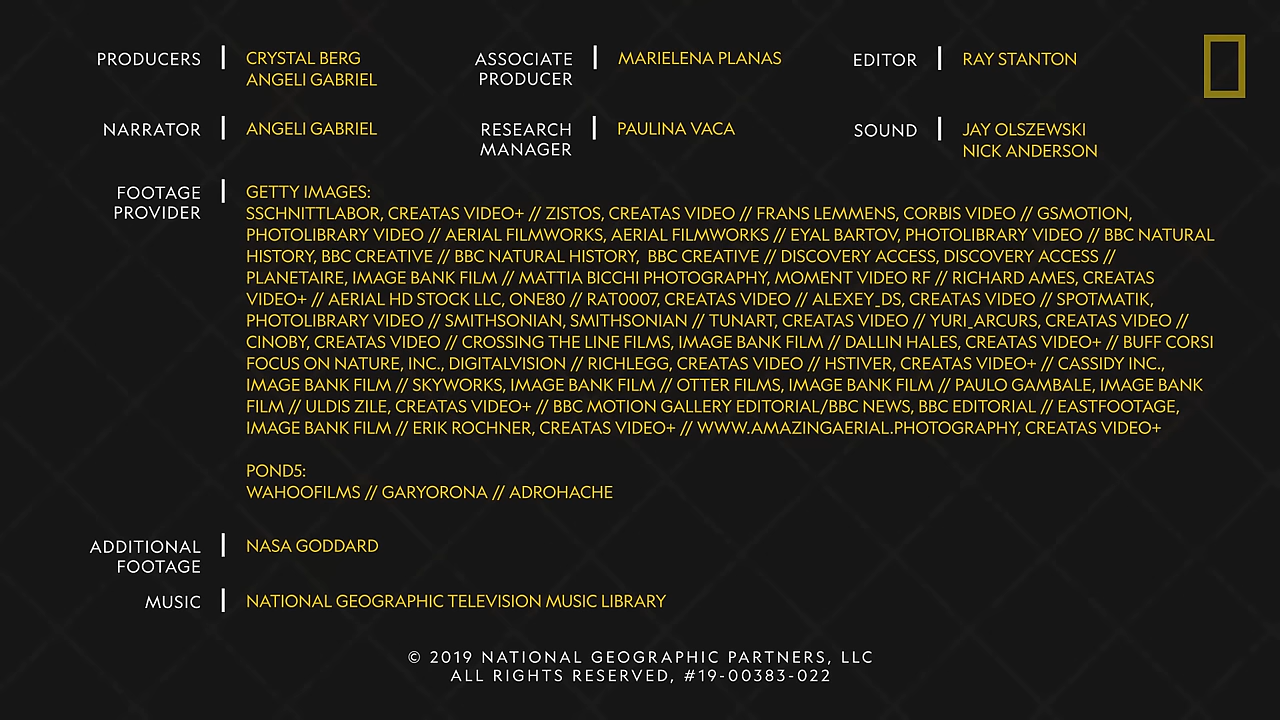 PRODUCERS | CRYSTAL BERG
ANGELI GABRIEL
ASSOCIATE PRODUCER | MARIELENA PLANAS
EDITOR | RAY STANTON
NARRATOR | ANGELI GABRIEL
RESEARCH MANAGER | PAULINA VACA
SOUND | JAY OLSZEWSKI
NICK ANDERSON
FOOTAGE PROVIDER | GETTY IMAGES:
SSCHNITTLABOR, CREATAS VIDEO+ // ZISTOS, CREATAS VIDEO // FRANS LEMMENS, CORBIS VIDEO // GSMOTION,
PHOTOLIBRARY VIDEO // AERIAL FILMWORKS, AERIAL FILMWORKS // EYAL BARTOV, PHOTOLIBRARY VIDEO // BBC NATURAL
HISTORY, BBC CREATIVE // BBC NATURAL HISTORY, BBC CREATIVE // DISCOVERY ACCESS, DISCOVERY ACCESS //
PLANETAIRE, IMAGE BANK FILM // MATTIA BICCHI PHOTOGRAPHY, MOMENT VIDEO RF // RICHARD AMES, CREATAS
VIDEO+ // AERIAL HD STOCK LLC, ONE80 // RAT0007, CREATAS VIDEO // ALEXEY_DS, CREATAS VIDEO // SPOTMATIK,
PHOTOLIBRARY VIDEO // SMITHSONIAN, SMITHSONIAN // TUNART, CREATAS VIDEO // YURI_ARCURS, CREATAS VIDEO //
CINOBY, CREATAS VIDEO // CROSSING THE LINE FILMS, IMAGE BANK FILM // DALLIN HALES, CREATAS VIDEO+ // BUFF CORSI
FOCUS ON NATURE, INC., DIGITALVISION // RICHLEGG, CREATAS VIDEO // HSTIVER, CREATAS VIDEO+ // CASSIDY INC.,
IMAGE BANK FILM // SKYWORKS, IMAGE BANK FILM // OTTER FILMS, IMAGE BANK FILM // PAULO GAMBALE, IMAGE BANK
FILM // ULDIS ZILE, CREATAS VIDEO+ // BBC MOTION GALLERY EDITORIAL/BBC NEWS, BBC EDITORIAL // EASTFOOTAGE,
IMAGE BANK FILM // ERIK ROCHNER, CREATAS VIDEO+ // WWW.AMAZINGAERIAL.PHOTOGRAPHY, CREATAS VIDEO+
POND5:
WAHOOFILMS // GARYORONA // ADROHACHE
ADDITIONAL FOOTAGE | NASA GODDARD
MUSIC | NATIONAL GEOGRAPHIC TELEVISION MUSIC LIBRARY
© 2019 NATIONAL GEOGRAPHIC PARTNERS, LLC
ALL RIGHTS RESERVED, #19-00383-022